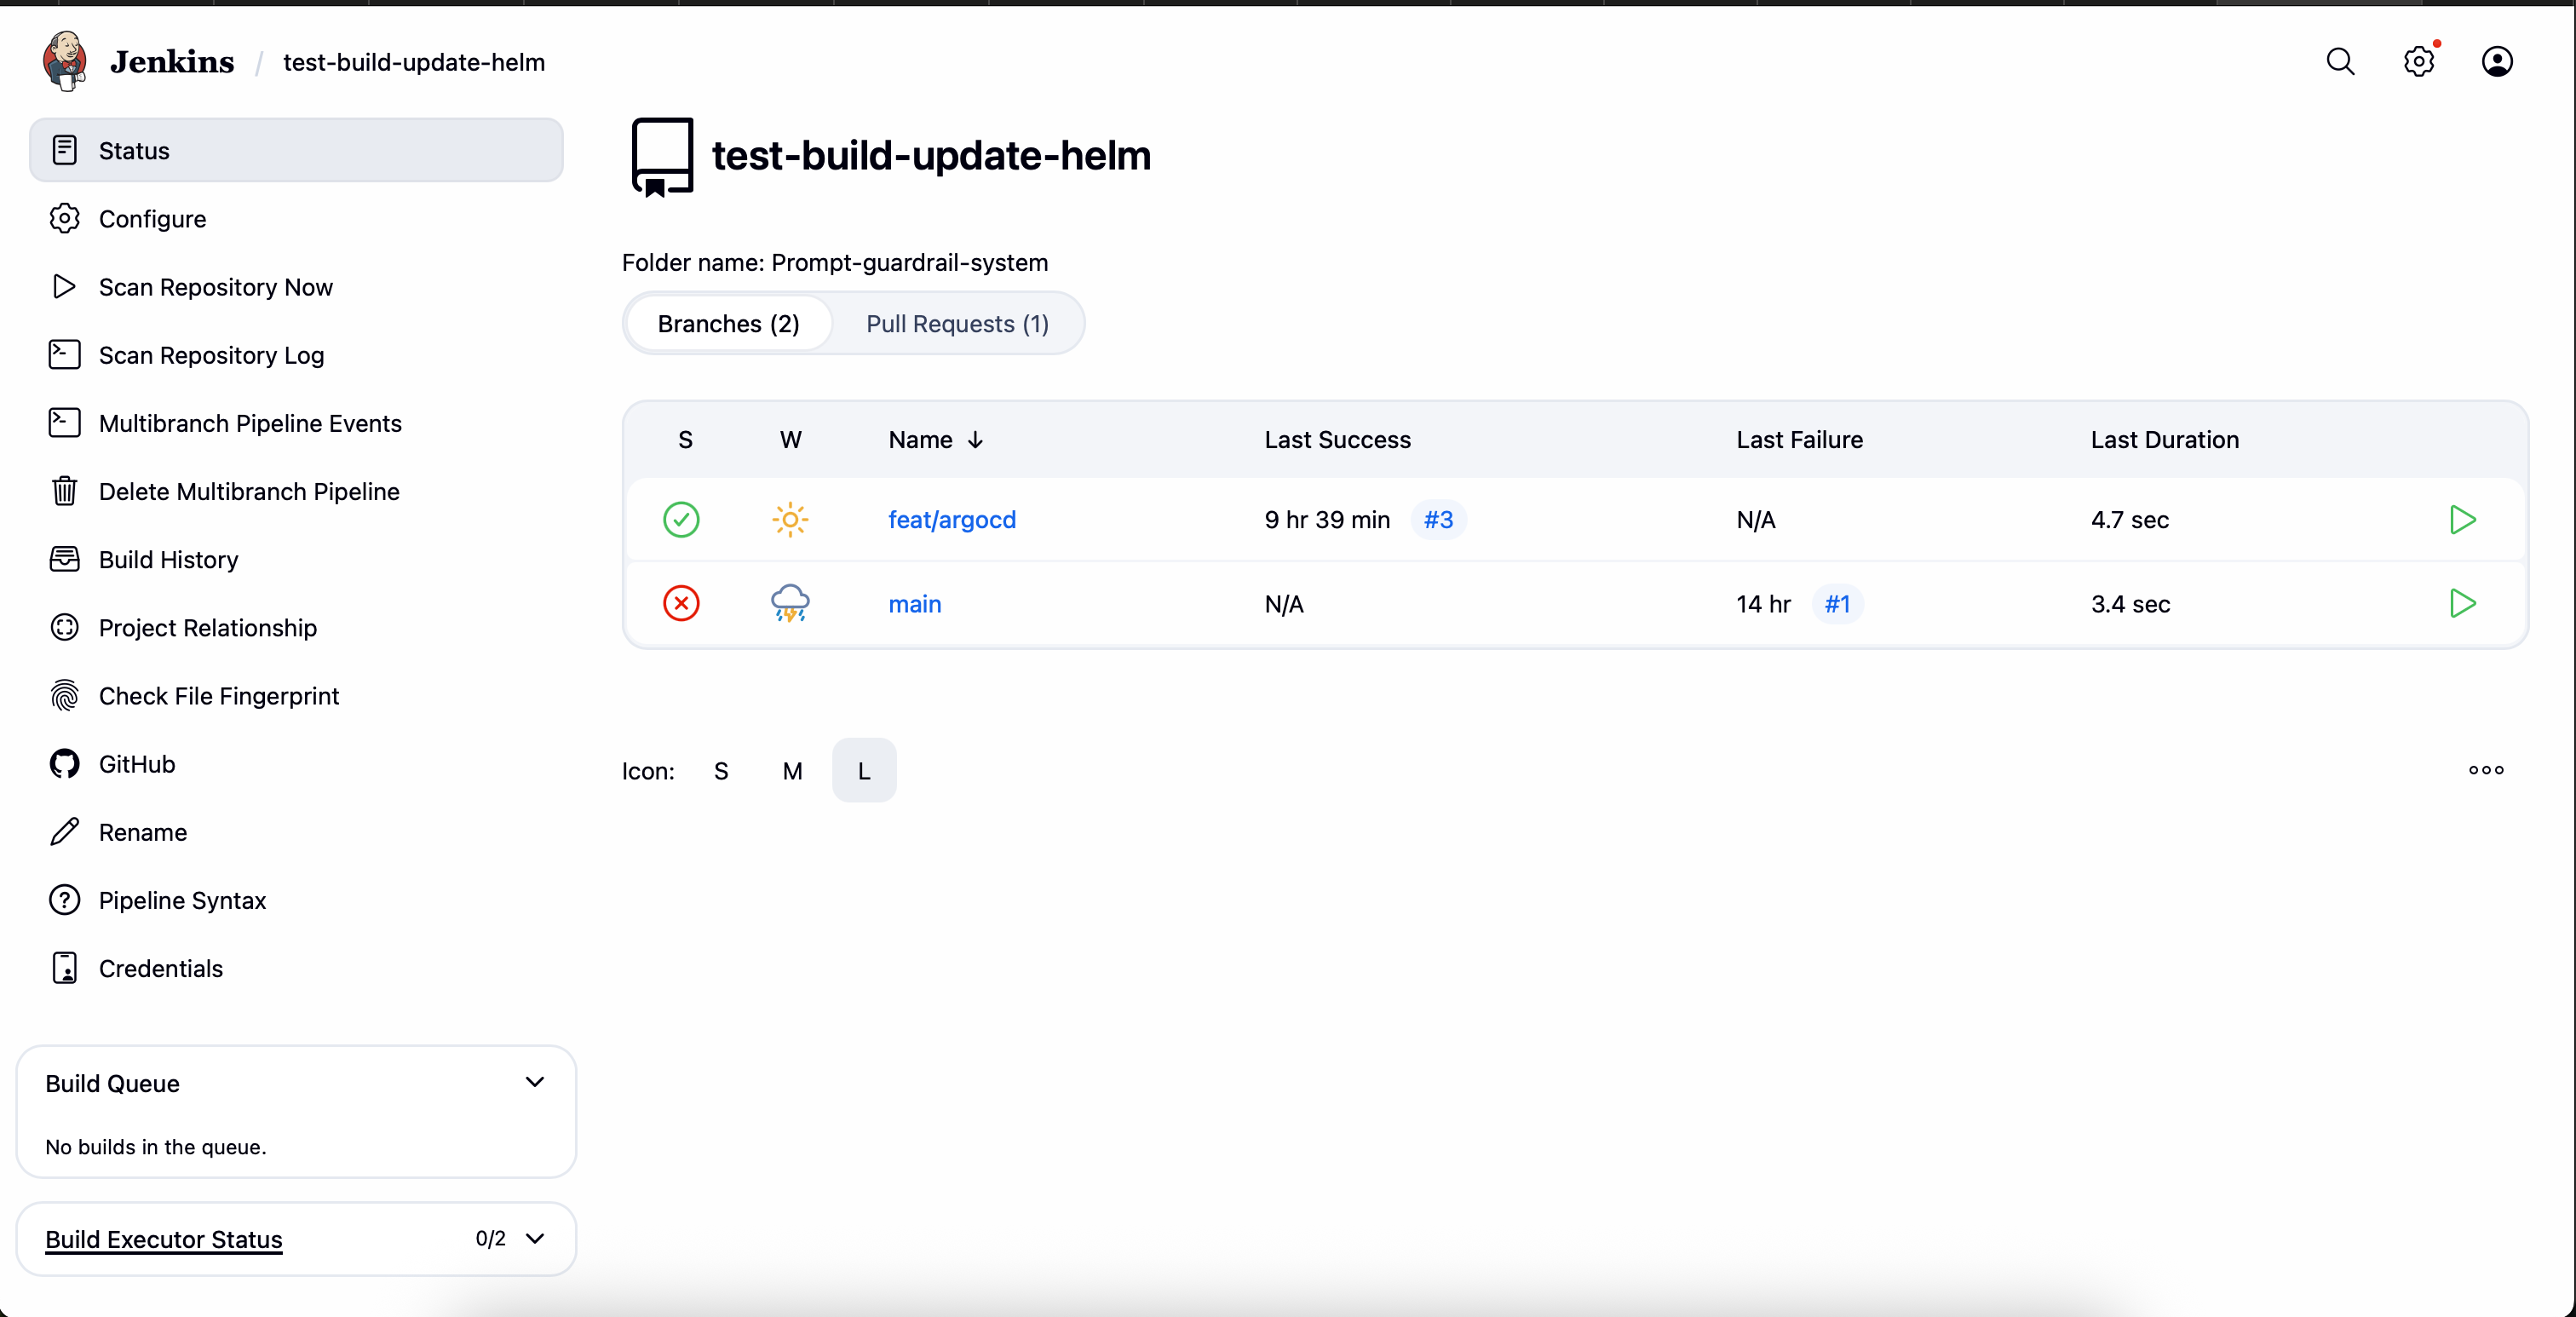 Jenkins / test-build-update-helm
Status
Configure
Scan Repository Now
Scan Repository Log
Multibranch Pipeline Events
Delete Multibranch Pipeline
Build History
Project Relationship
Check File Fingerprint
GitHub
Rename
Pipeline Syntax
Credentials
Build Queue
No builds in the queue.
Build Executor Status 0/2
test-build-update-helm
Folder name: Prompt-guardrail-system
Branches (2) Pull Requests (1)
S W Name ↓ Last Success Last Failure Last Duration
feat/argocd 9 hr 39 min #3 N/A 4.7 sec
main N/A 14 hr #1 3.4 sec
Icon: S M L